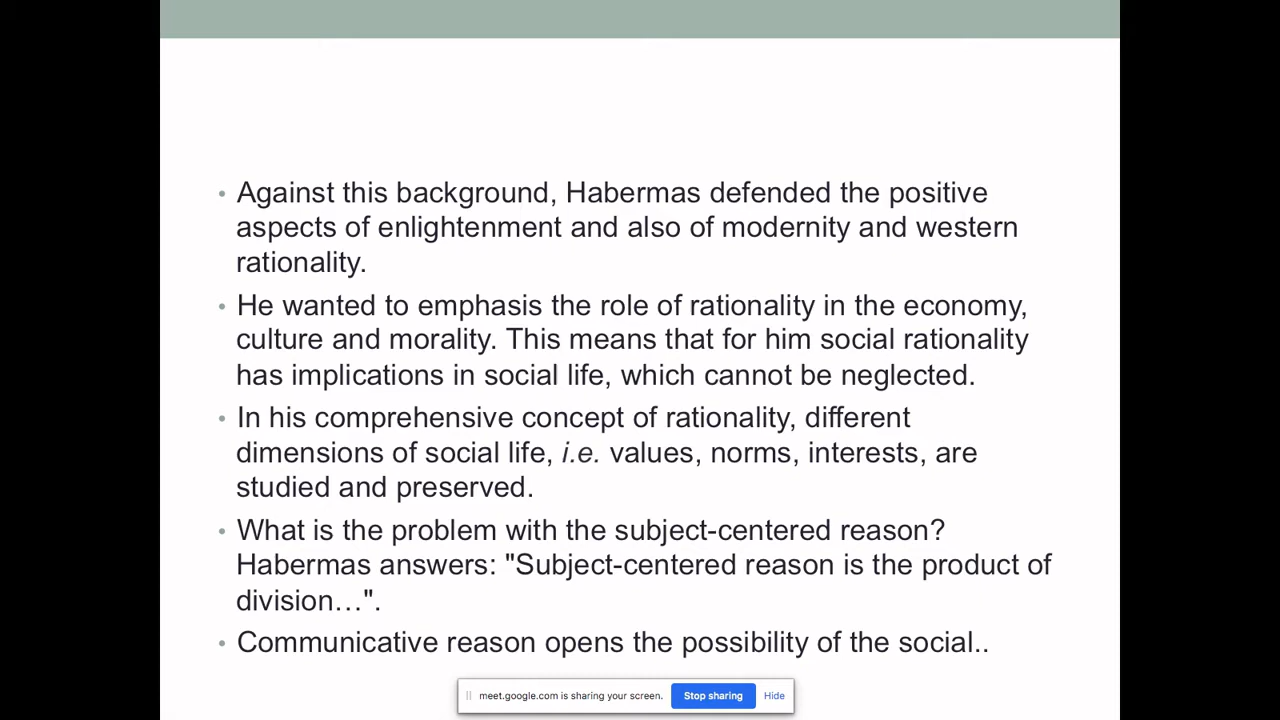 • Against this background, Habermas defended the positive
aspects of enlightenment and also of modernity and western
rationality.
• He wanted to emphasis the role of rationality in the economy,
culture and morality. This means that for him social rationality
has implications in social life, which cannot be neglected.
• In his comprehensive concept of rationality, different
dimensions of social life, i.e. values, norms, interests, are
studied and preserved.
• What is the problem with the subject-centered reason?
Habermas answers: "Subject-centered reason is the product of
division…".
• Communicative reason opens the possibility of the social..
meet.google.com is sharing your screen. Stop sharing Hide